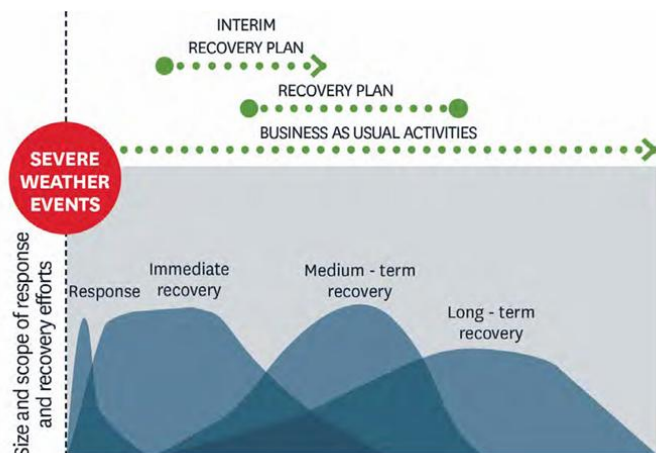 INTERIM
RECOVERY PLAN
RECOVERY PLAN
BUSINESS AS USUAL ACTIVITIES
SEVERE
WEATHER
EVENTS
Size and scope of response
and recovery efforts
Response
Immediate
recovery
Medium - term
recovery
Long - term
recovery